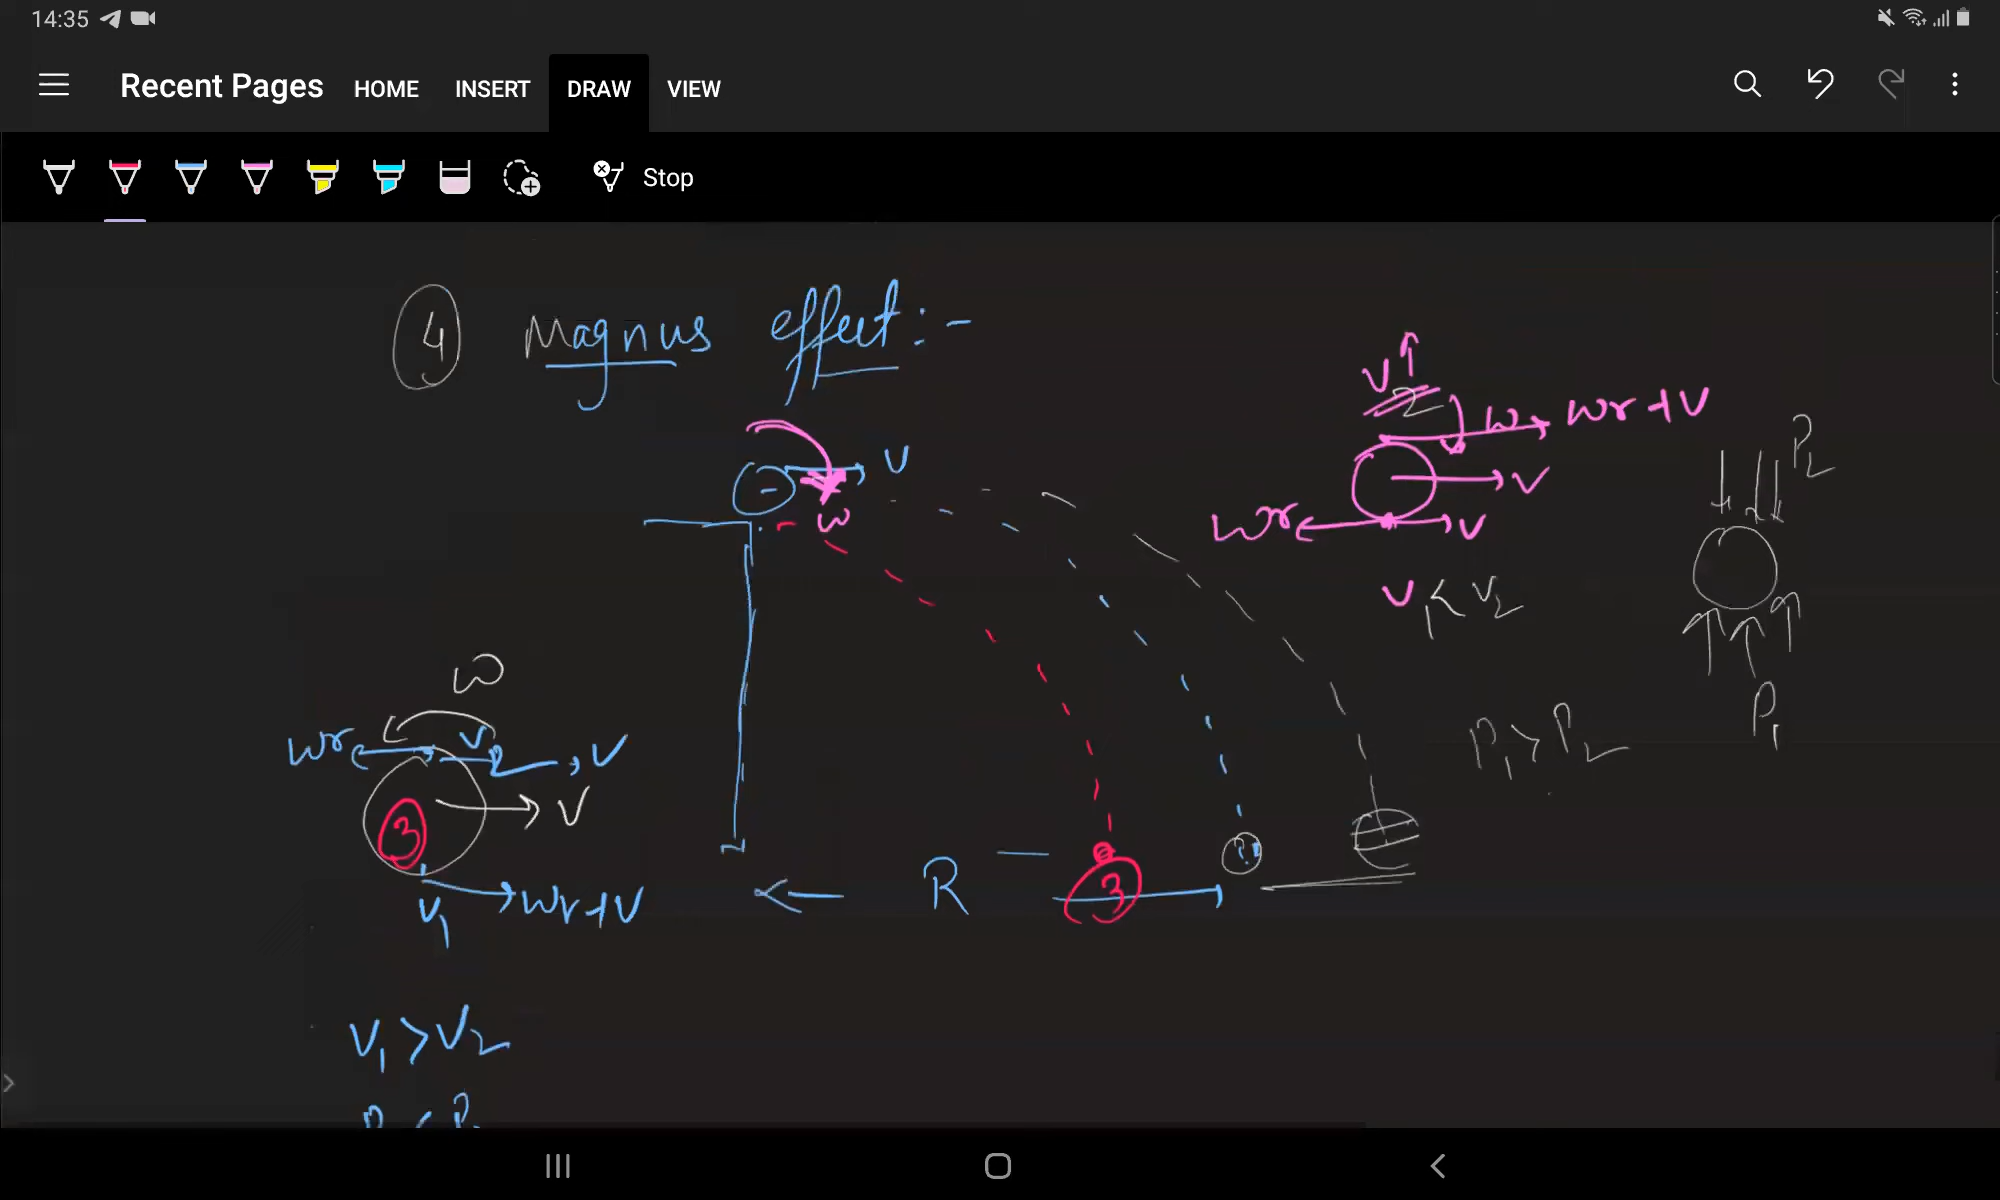 14:35
Recent Pages HOME INSERT DRAW VIEW
Stop
4 Magnus effect:-
V2
ω ωr+V
V
ωr V
V1<V2
P2
P1
P1>P2
V
ω
ω
ωr V2 V
V
3
V1 ωr+V
R
3
V1>V2